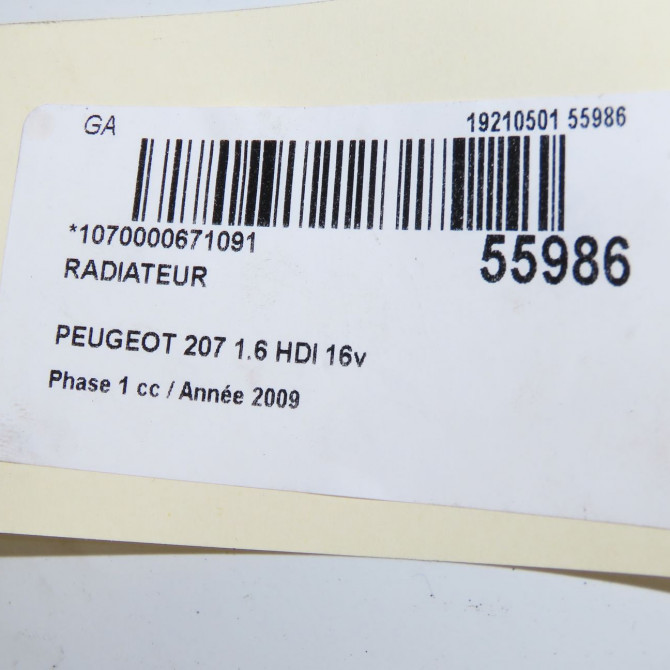 GA 19210501 55986
*1070000671091
55986
RADIATEUR
PEUGEOT 207 1.6 HDI 16v
Phase 1 cc / Année 2009